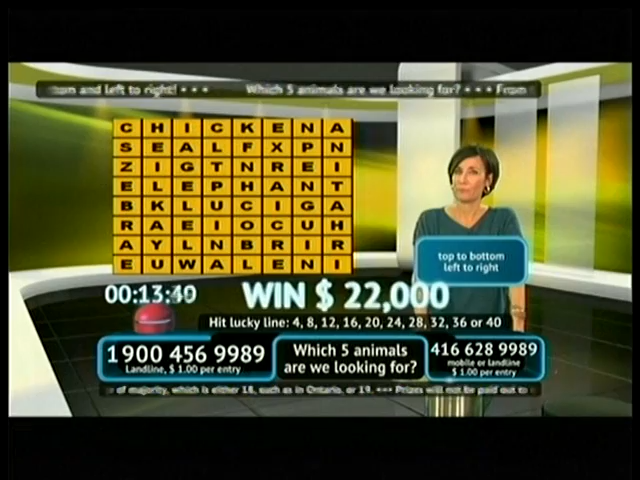 tom and left to right! • • • Which 5 animals are we looking for? • • • From
C H I C K E N A
S E A L F X P N
Z I G T N R E I
E L E P H A N T
B K L U C I G A
R A E I O C U H
A Y L N B R I R
E U W A L E N I
top to bottom
left to right
00:13:49
WIN $ 22,000
Hit lucky line: 4, 8, 12, 16, 20, 24, 28, 32, 36 or 40
1 900 456 9989
Landline, $ 1.00 per entry
Which 5 animals
are we looking for?
416 628 9989
mobile or landline
$ 1.00 per entry
of majority, which is either 18, such as in Ontario, or 19. Prizes will not be paid out to